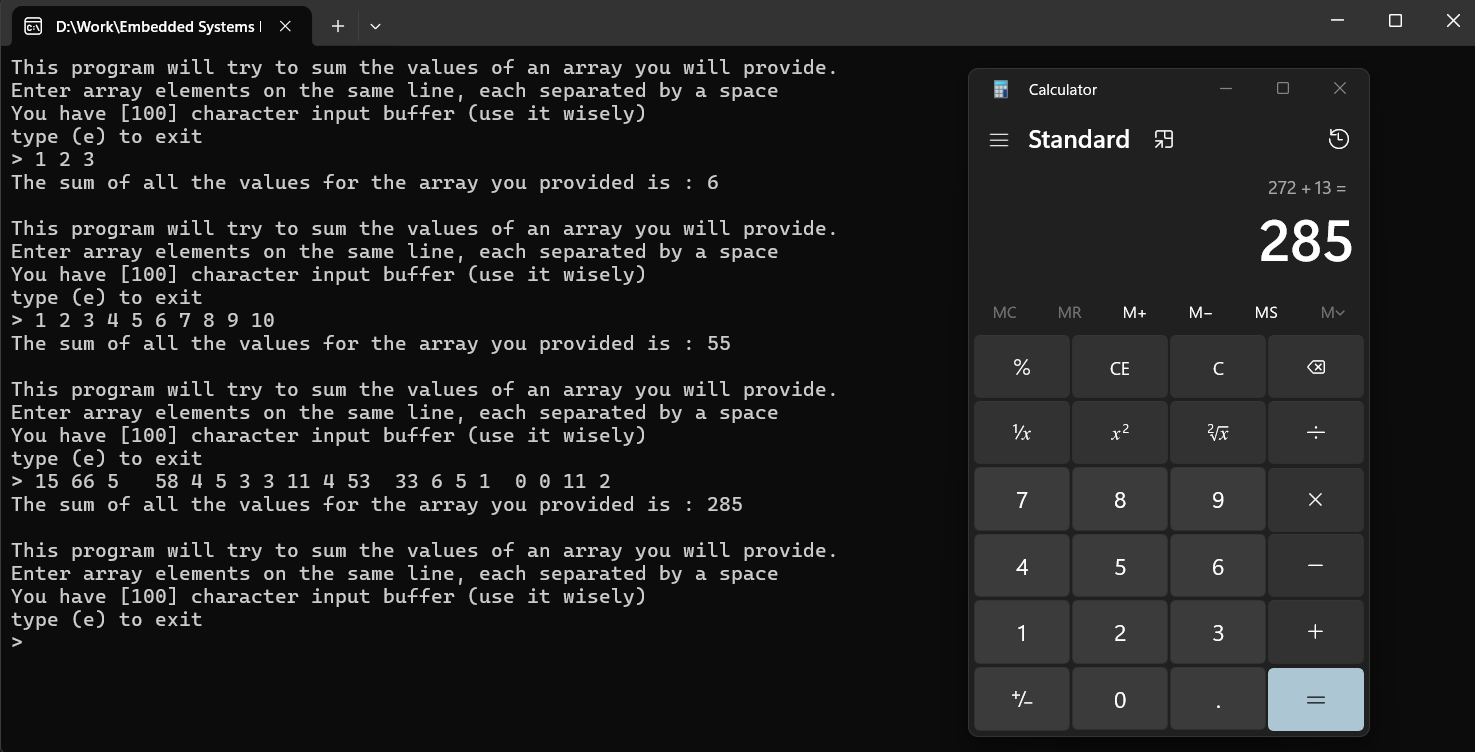 D:\Work\Embedded Systems
This program will try to sum the values of an array you will provide.
Enter array elements on the same line, each separated by a space
You have [100] character input buffer (use it wisely)
type (e) to exit
> 1 2 3
The sum of all the values for the array you provided is : 6
This program will try to sum the values of an array you will provide.
Enter array elements on the same line, each separated by a space
You have [100] character input buffer (use it wisely)
type (e) to exit
> 1 2 3 4 5 6 7 8 9 10
The sum of all the values for the array you provided is : 55
This program will try to sum the values of an array you will provide.
Enter array elements on the same line, each separated by a space
You have [100] character input buffer (use it wisely)
type (e) to exit
> 15 66 5   58 4 5 3 3 11 4 53  33 6 5 1  0 0 11 2
The sum of all the values for the array you provided is : 285
This program will try to sum the values of an array you will provide.
Enter array elements on the same line, each separated by a space
You have [100] character input buffer (use it wisely)
type (e) to exit
>
Calculator
Standard
272 + 13 =
285
MC MR M+ M− MS M
% CE C
¹/x x² ²√x ÷
7 8 9 ×
4 5 6 −
1 2 3 +
+/− 0 . =